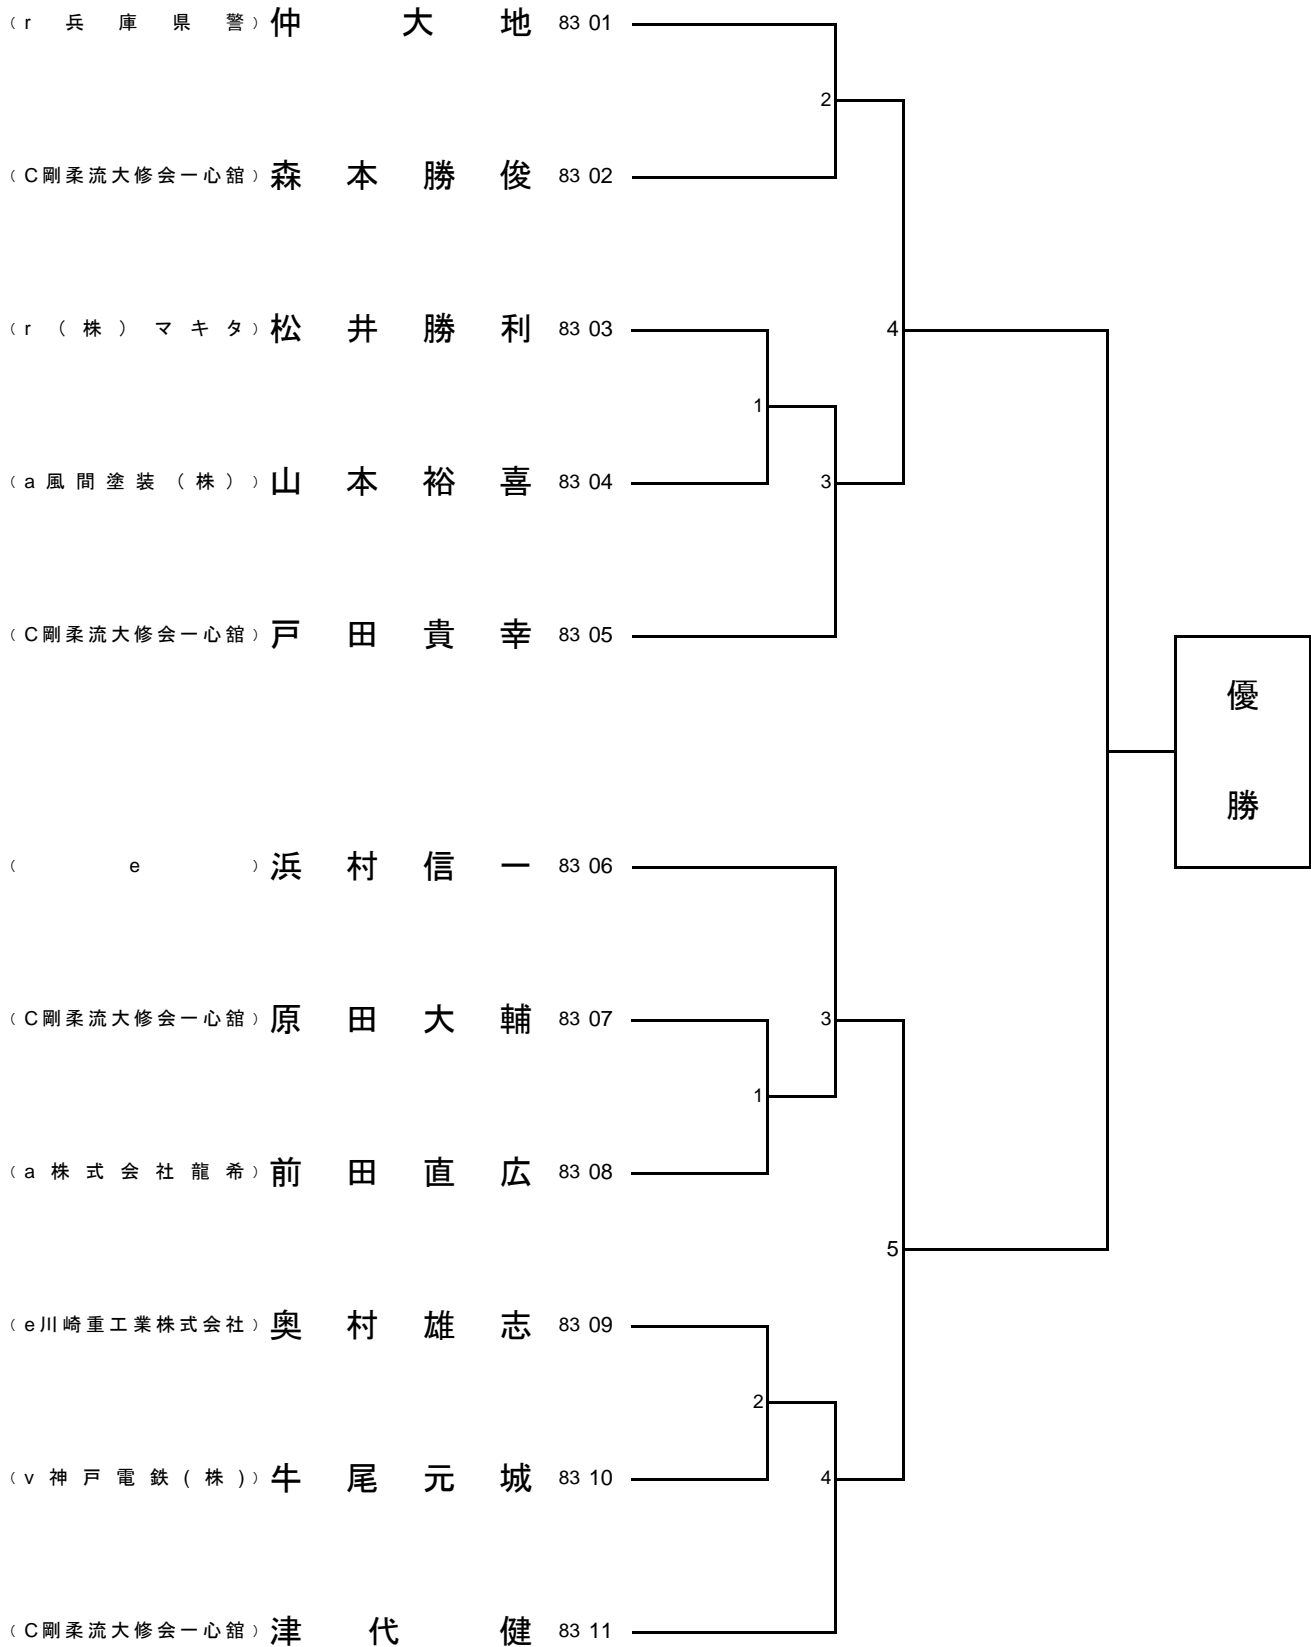 （r兵庫県警）仲大地 83 01
2
（C剛柔流大修会一心舘）森本勝俊 83 02
（r（株）マキタ）松井勝利 83 03
4
1
（a風間塗装（株））山本裕喜 83 04
3
（C剛柔流大修会一心舘）戸田貴幸 83 05
優
勝
（e）浜村信一 83 06
（C剛柔流大修会一心舘）原田大輔 83 07
3
1
（a株式会社龍希）前田直広 83 08
5
（e川崎重工業株式会社）奥村雄志 83 09
2
（v神戸電鉄(株)）牛尾元城 83 10
4
（C剛柔流大修会一心舘）津代健 83 11